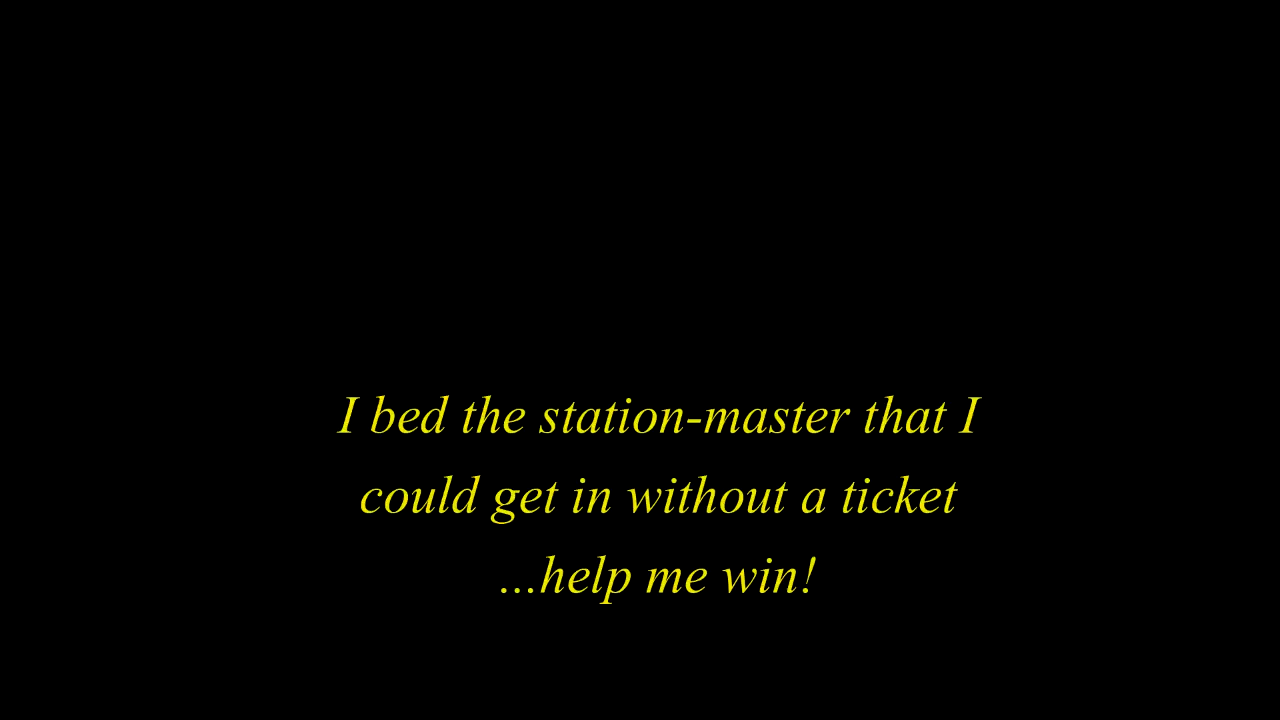 I bed the station-master that I
could get in without a ticket
...help me win!